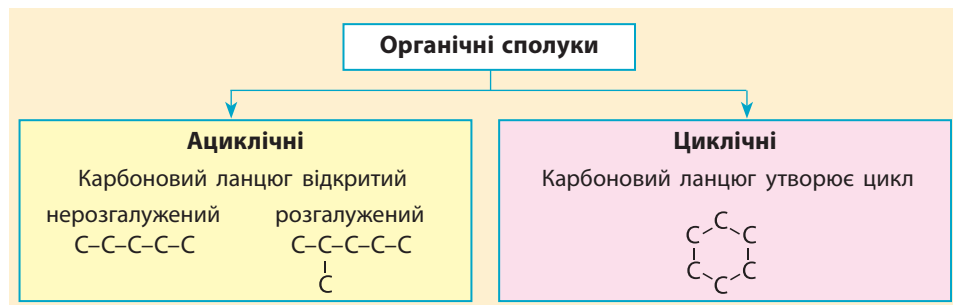 Органічні сполуки
Ациклічні
Карбоновий ланцюг відкритий
нерозгалужений розгалужений
C–C–C–C–C
C–C–C–C–C
C
Циклічні
Карбоновий ланцюг утворює цикл
C
C C
C C
C